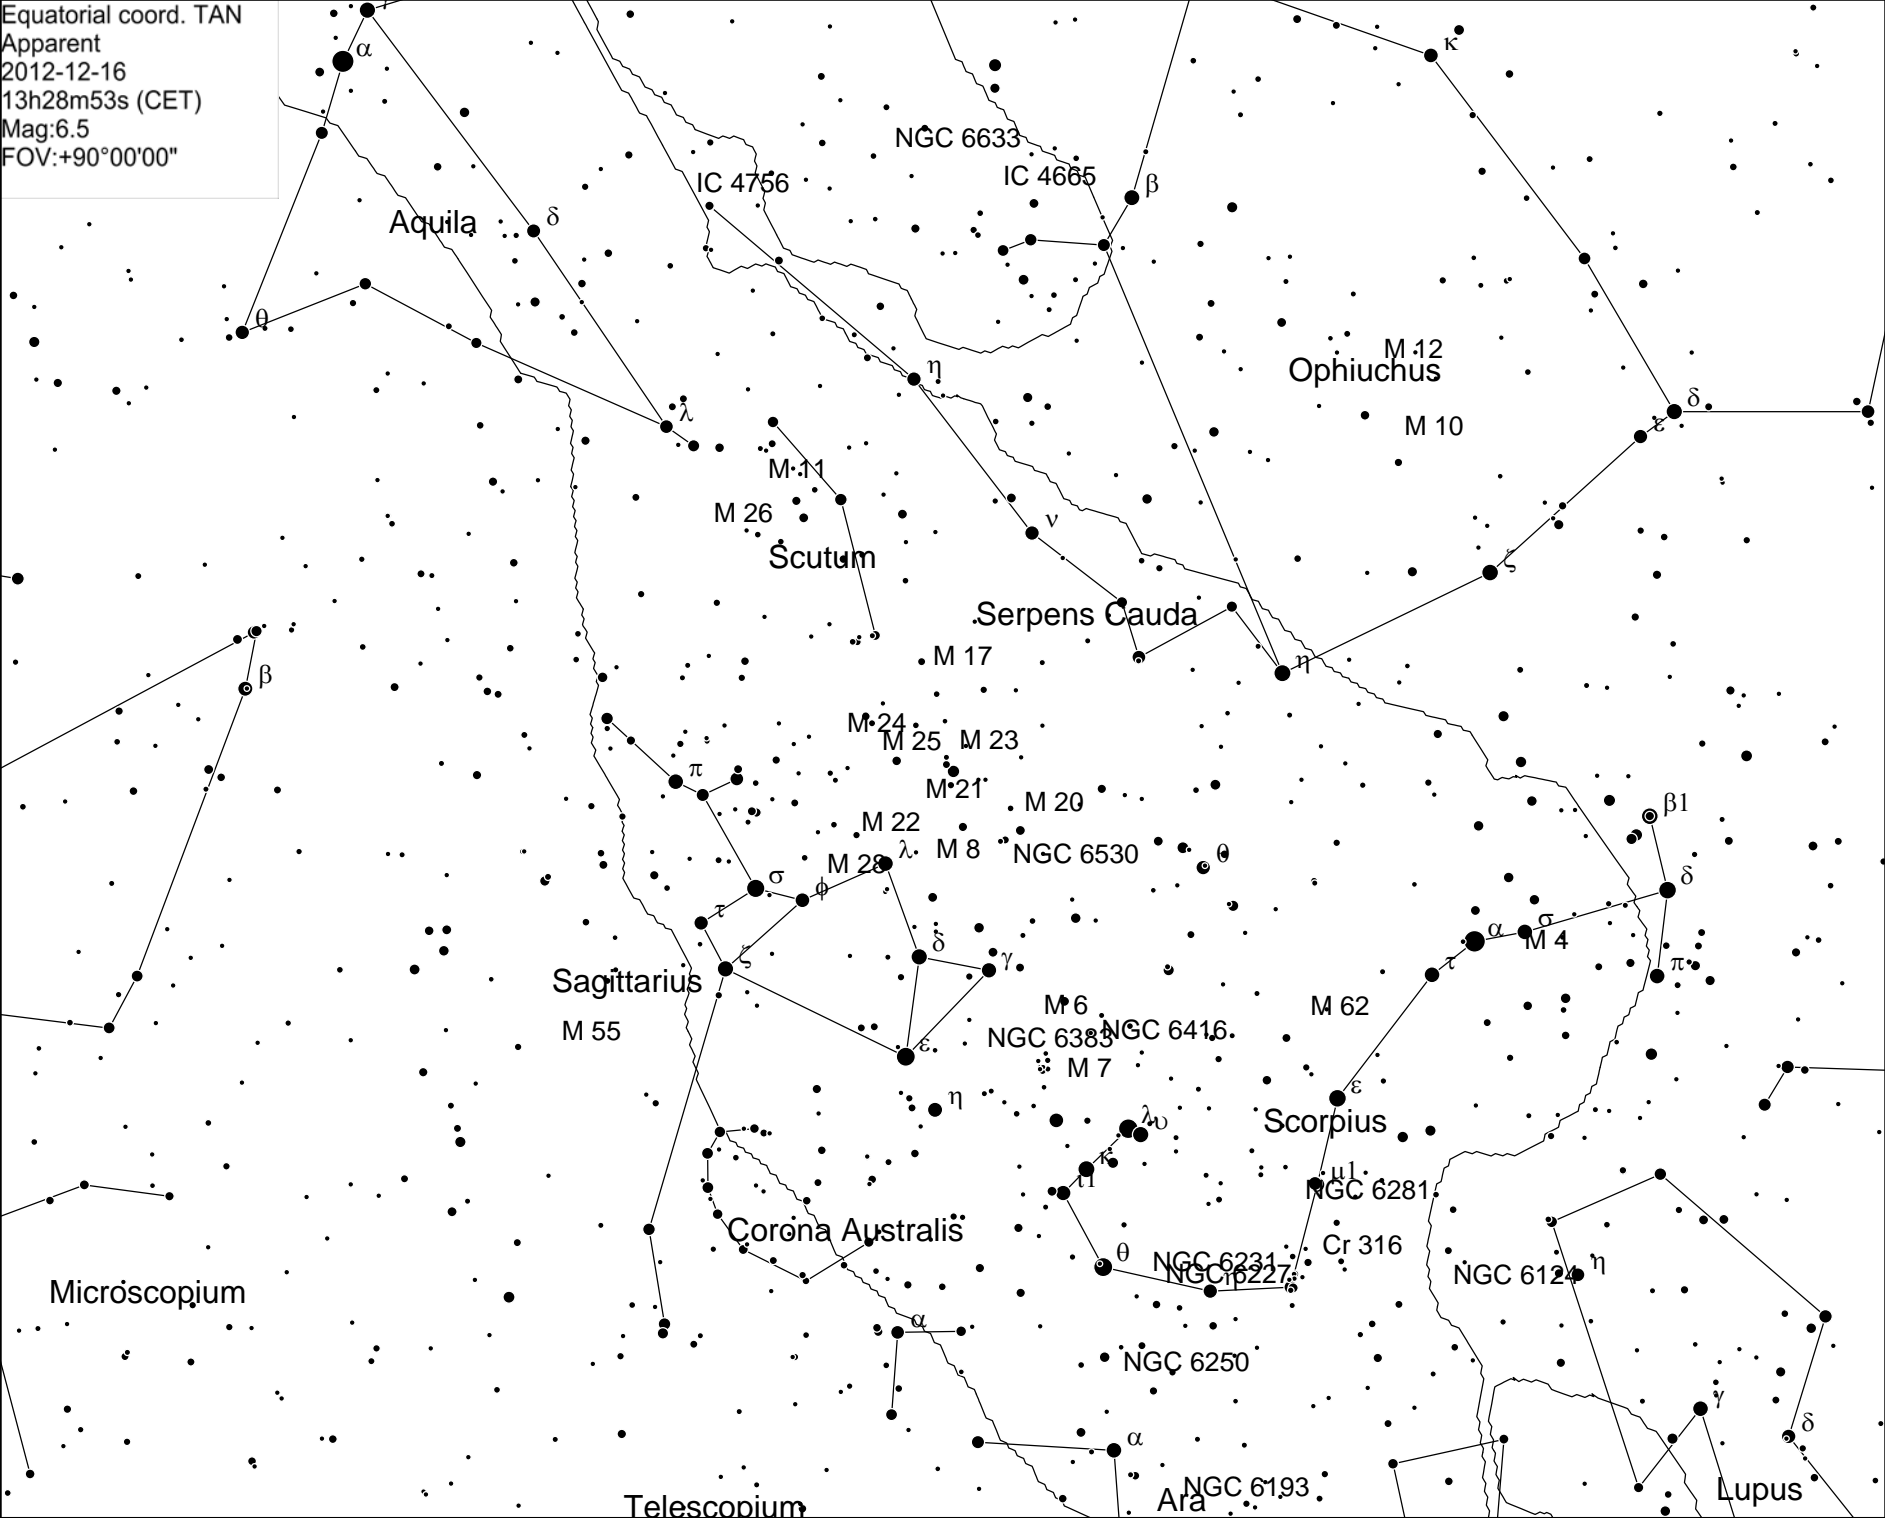 Equatorial coord. TAN
Apparent
2012-12-16
13h28m53s (CET)
Mag:6.5
FOV:+90°00'00"
α
κ
NGC 6633
IC 4756
IC 4665
β
Aquila
δ
θ
η
M 12
Ophiuchus
λ
δ
ε
M 10
M 11
M 26
ν
Scutum
ζ
Serpens Cauda
M 17
η
β
M 24
M 25
M 23
π
M 21
M 20
β1
M 22
M 28
λ
M 8
NGC 6530
θ
σ
φ
δ
τ
α
σ
M 4
ζ
δ
γ
τ
π
Sagittarius
M 55
M 6
M 62
NGC 6383
NGC 6416
ε
M 7
η
ε
λ
υ
Scorpius
κ
ι1
μ1
NGC 6281
Corona Australis
θ
Cr 316
NGC 6231
NGC 6227
η
NGC 6124
η
Microscopium
α
NGC 6250
γ
δ
α
NGC 6193
Telescopium
Ara
Lupus